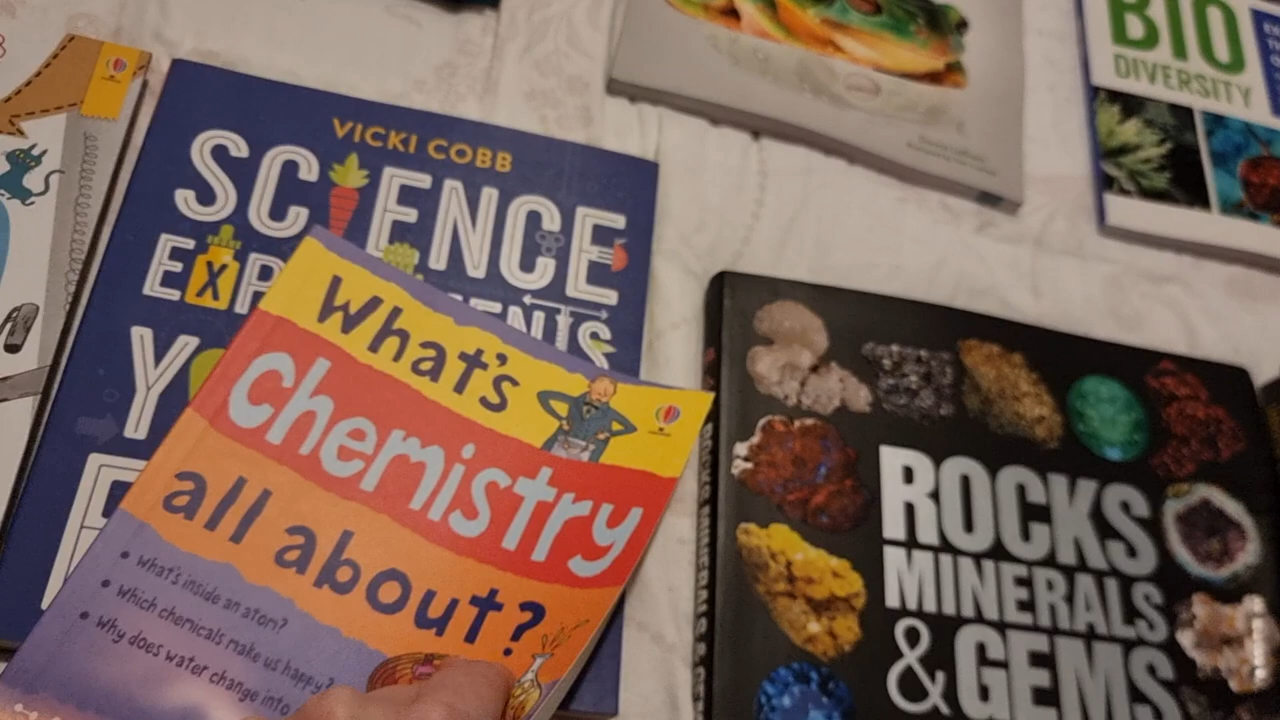 VICKI COBB
SCIENCE
What's
chemistry
all about?
• What's inside an atom?
• Which chemicals make us happy?
• Why does water change into
ROCKS
MINERALS
& GEMS
BIO
DIVERSITY